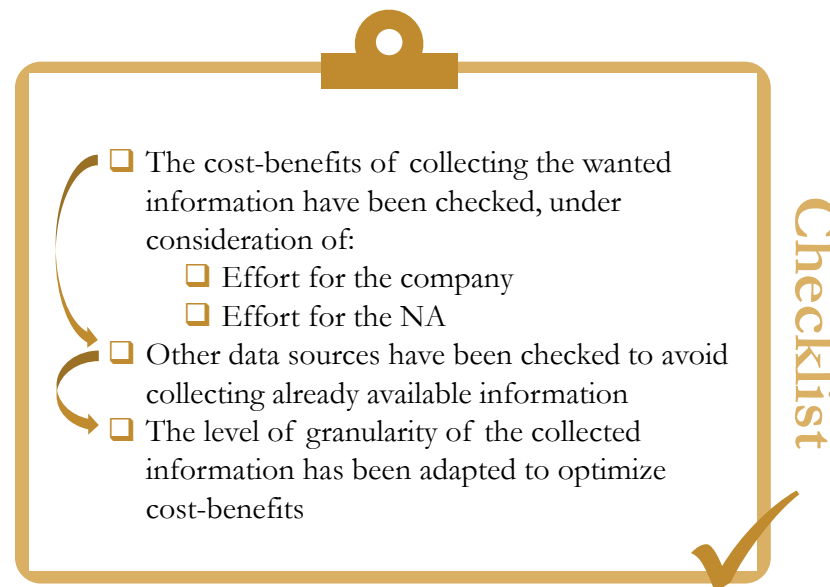 The cost-benefits of collecting the wanted
information have been checked, under
consideration of:
Effort for the company
Effort for the NA
Other data sources have been checked to avoid
collecting already available information
The level of granularity of the collected
information has been adapted to optimize
cost-benefits
Checklist